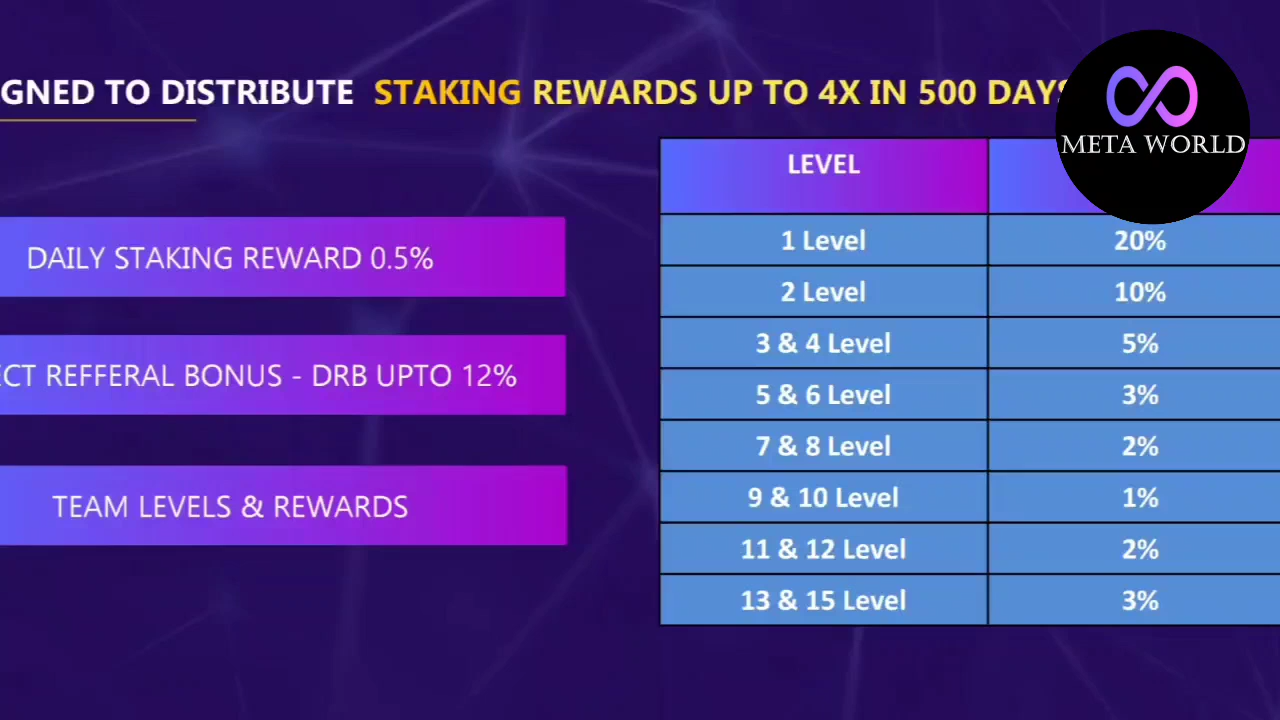 GNED TO DISTRIBUTE STAKING REWARDS UP TO 4X IN 500 DAYS
META WORLD
DAILY STAKING REWARD 0.5%
ECT REFFERAL BONUS - DRB UPTO 12%
TEAM LEVELS & REWARDS
LEVEL
1 Level 20%
2 Level 10%
3 & 4 Level 5%
5 & 6 Level 3%
7 & 8 Level 2%
9 & 10 Level 1%
11 & 12 Level 2%
13 & 15 Level 3%